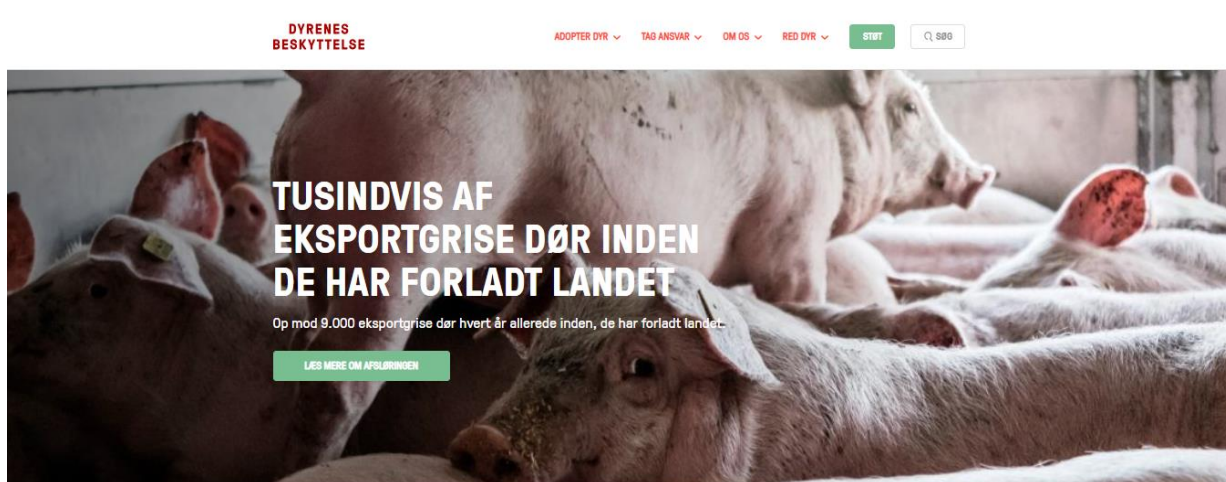 DYRENES
BESKYTTELSE
ADOPTER DYR
TAG ANSVAR
OM OS
RED DYR
STØT
SØG
TUSINDVIS AF
EKSPORTGRISE DØR INDEN
DE HAR FORLADT LANDET
Op mod 9.000 eksportgrise dør hvert år allerede inden, de har forladt landet.
LÆS MERE OM AFSLØRINGEN